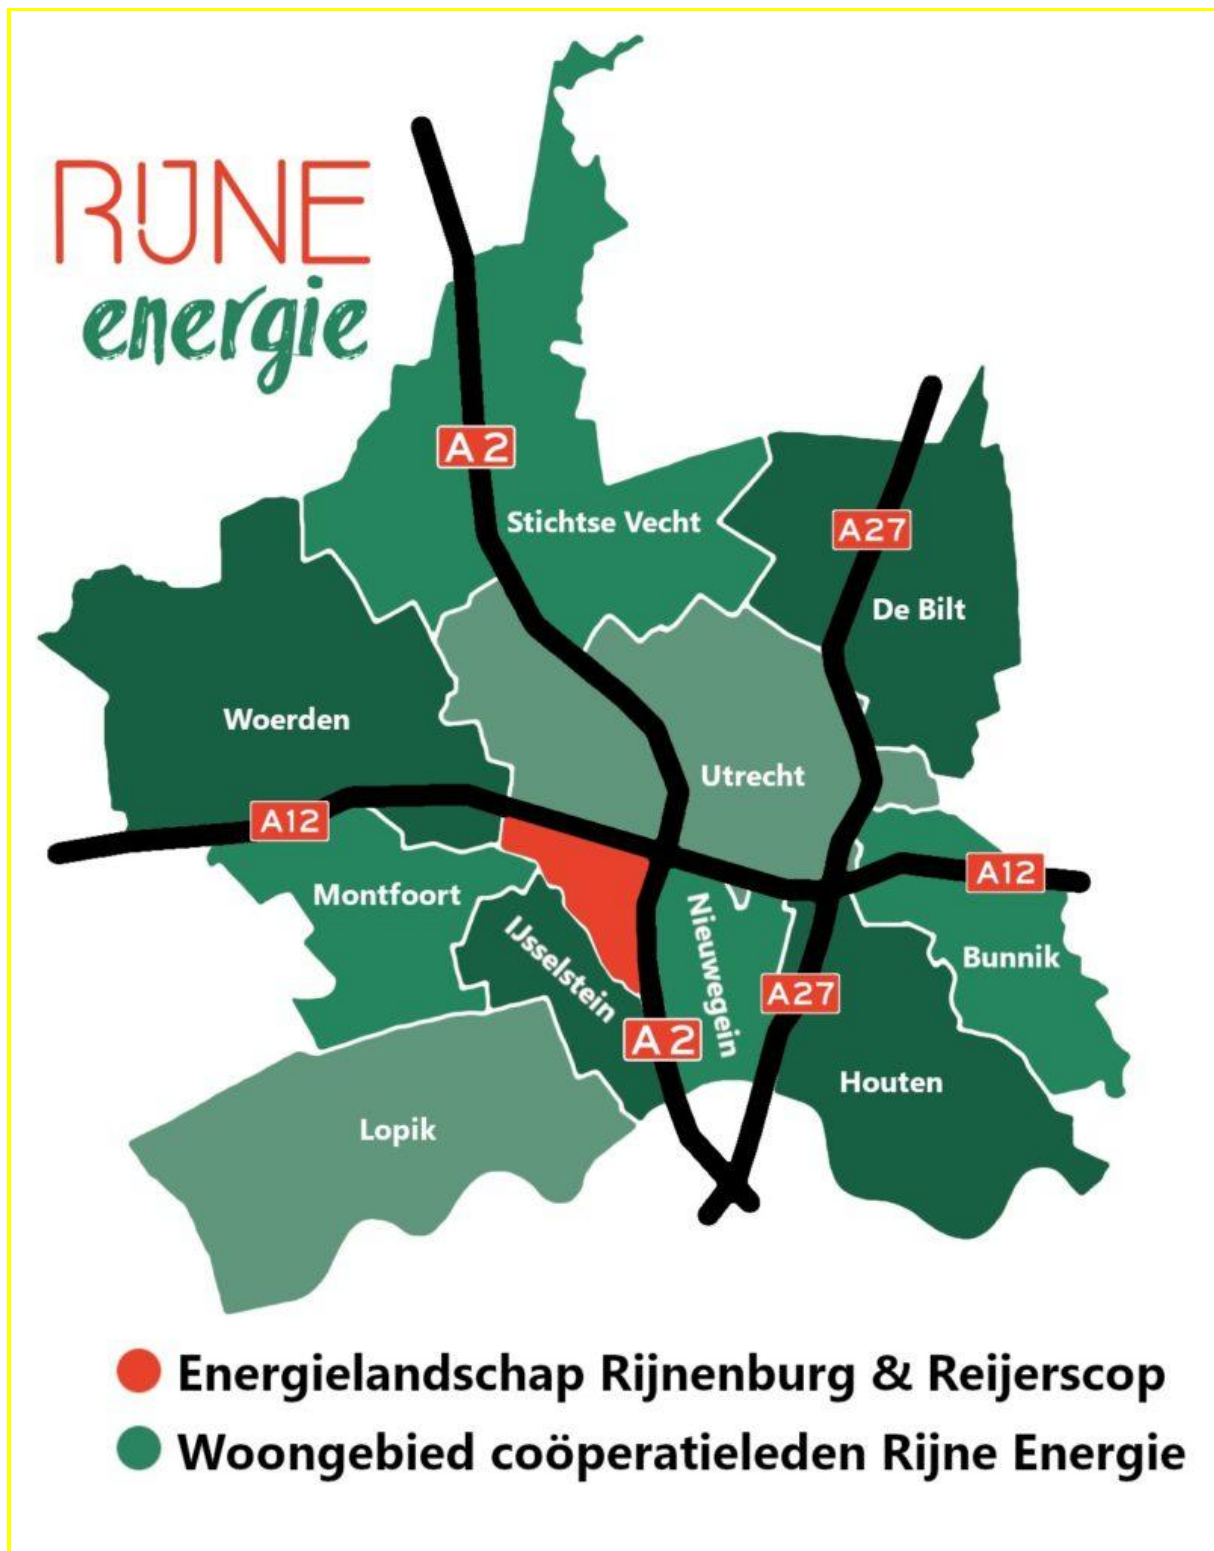 RIJNE
energie
A2
Stichtse Vecht
A27
De Bilt
Woerden
Utrecht
A12
A12
Montfoort
IJsselstein
Nieuwegein
Bunnik
A27
A2
Houten
Lopik
Energielandschap Rijnenburg & Reijerscop
Woongebied coöperatieleden Rijne Energie